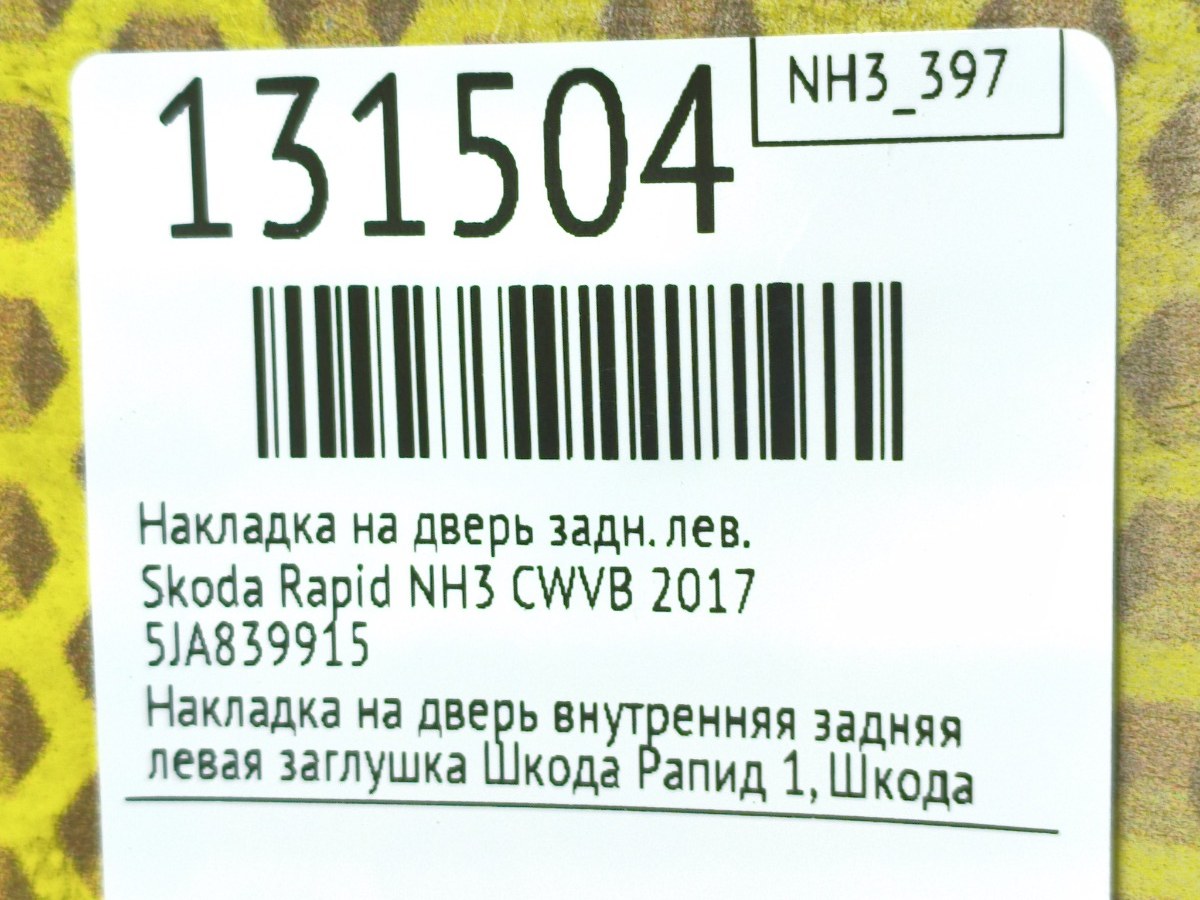 131504
NH3_397
Накладка на дверь задн. лев.
Skoda Rapid NH3 CWVB 2017
5JA839915
Накладка на дверь внутренняя задняя
левая заглушка Шкода Рапид 1, Шкода